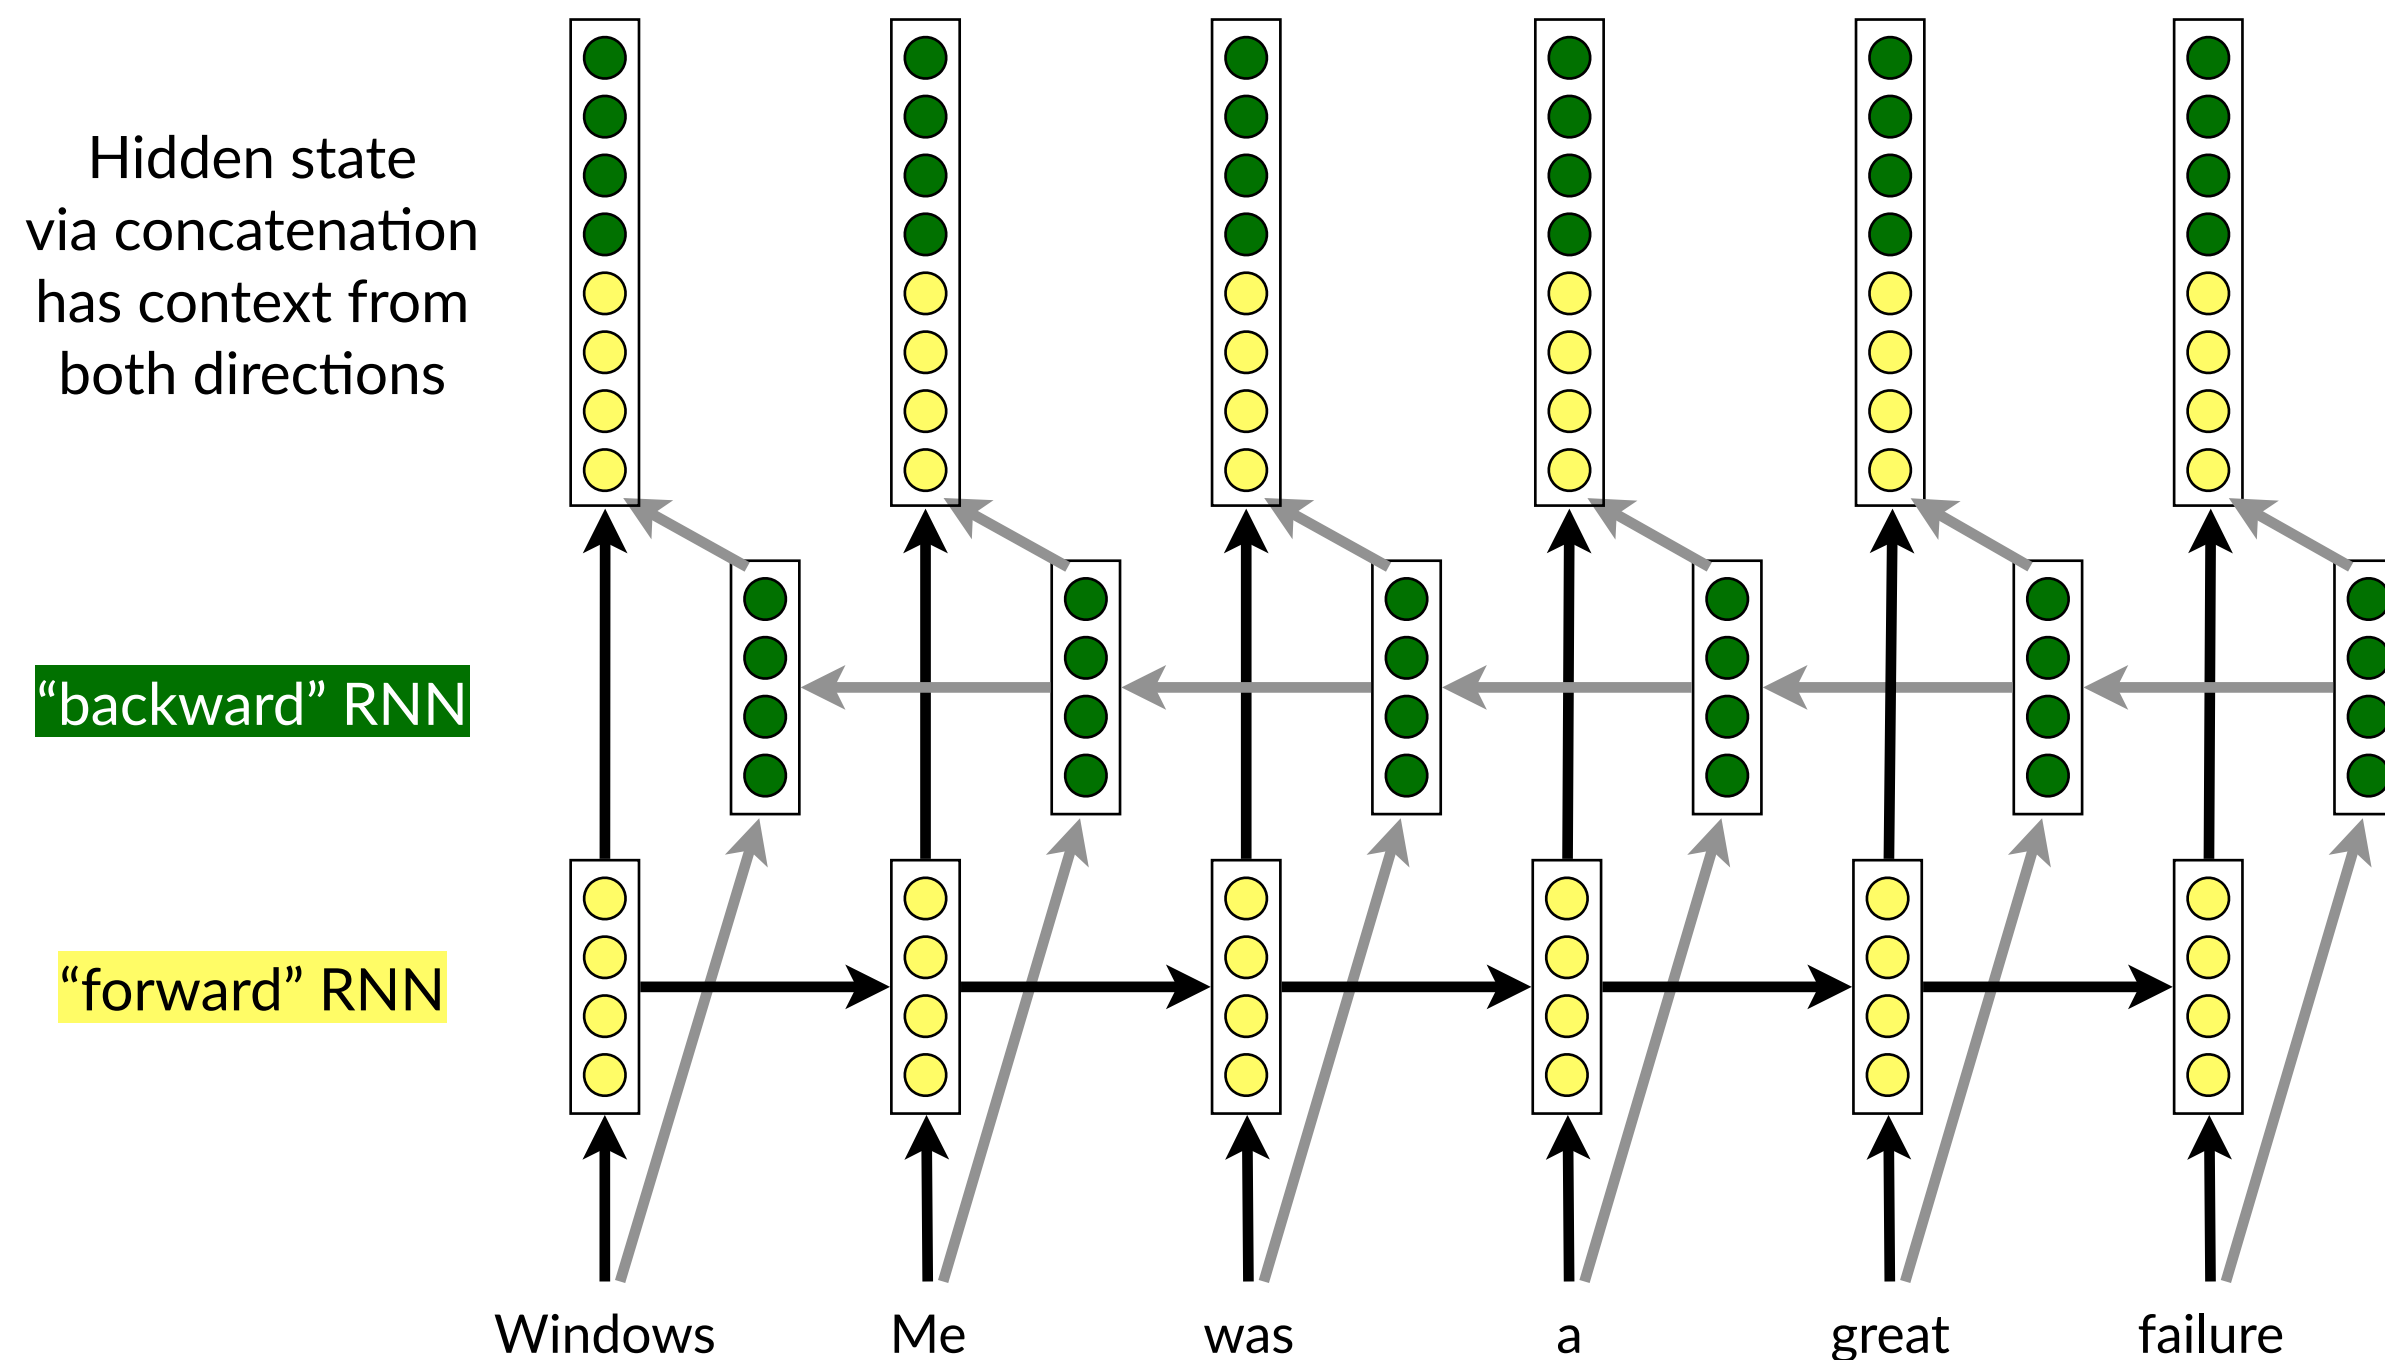 Hidden state
via concatenation
has context from
both directions
“backward” RNN
“forward” RNN
Windows Me was a great failure